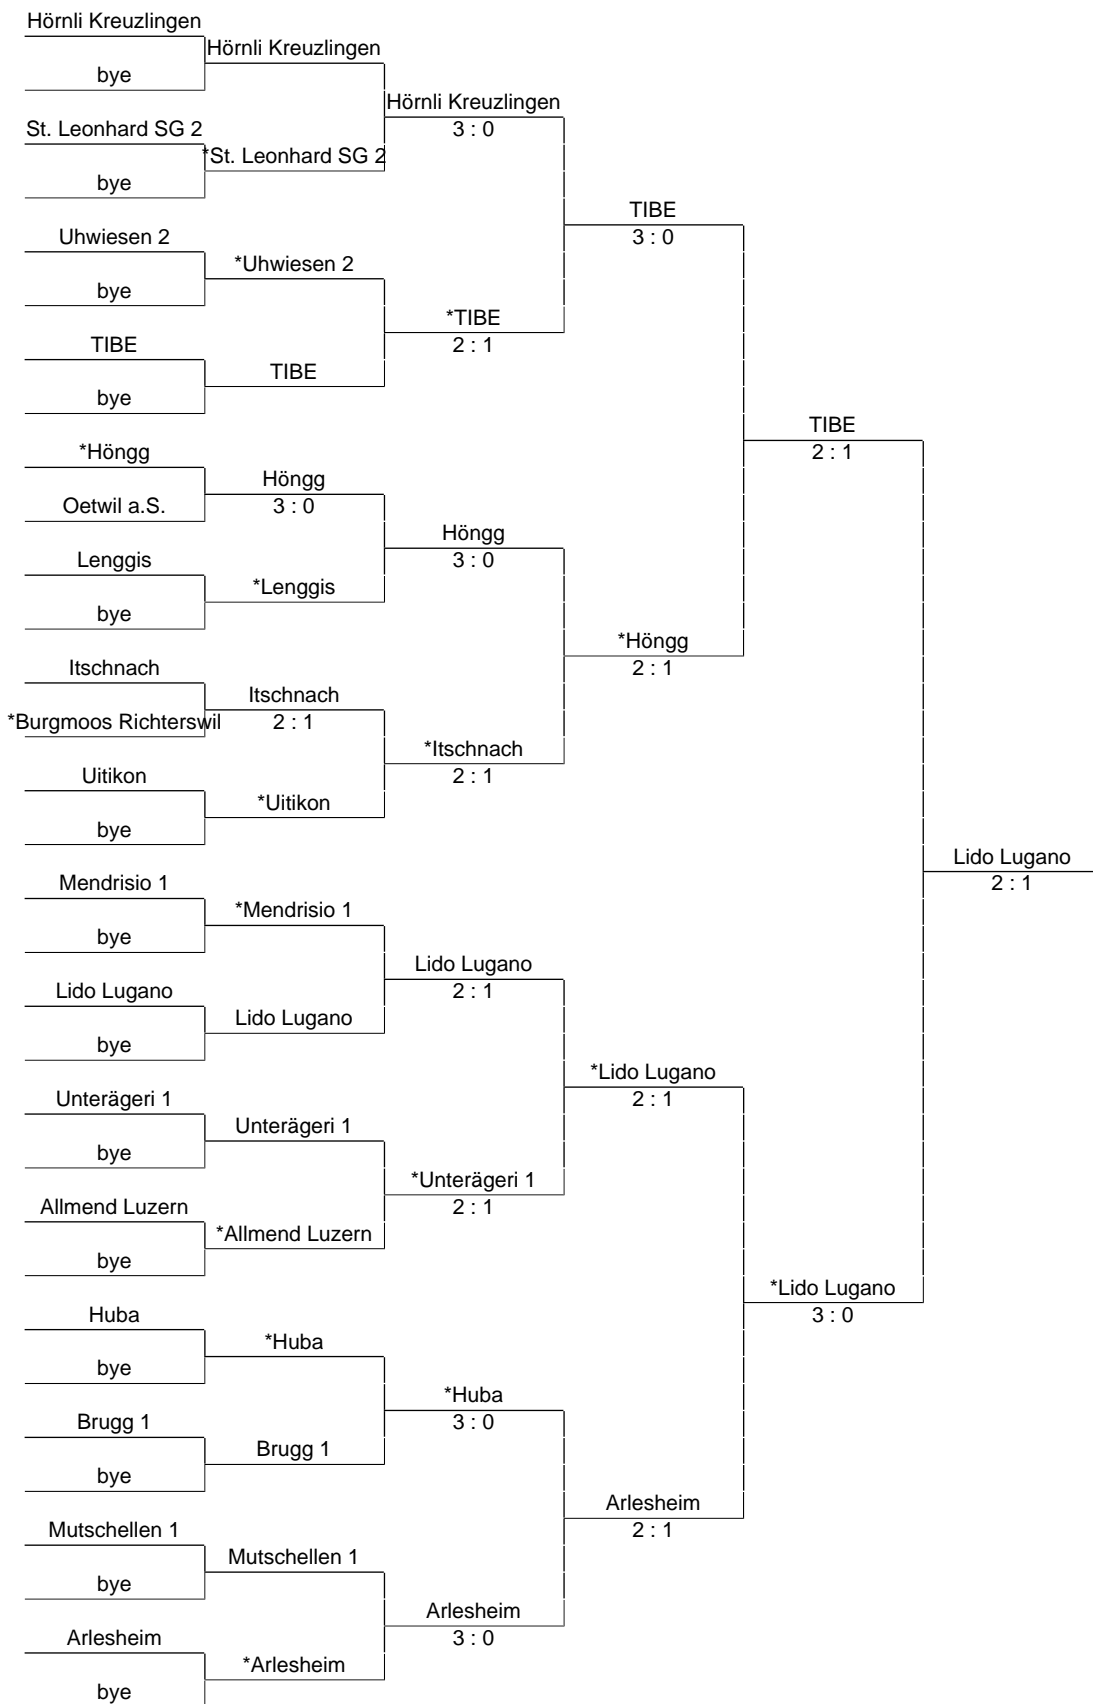 Hörnli Kreuzlingen
bye
St. Leonhard SG 2
bye
Uhwiesen 2
bye
TIBE
bye
*Höngg
Oetwil a.S.
Lenggis
bye
Itschnach
*Burgmoos Richterswil
Uitikon
bye
Mendrisio 1
bye
Lido Lugano
bye
Unterägeri 1
bye
Allmend Luzern
bye
Huba
bye
Brugg 1
bye
Mutschellen 1
bye
Arlesheim
bye
Hörnli Kreuzlingen
*St. Leonhard SG 2
*Uhwiesen 2
TIBE
Höngg
3 : 0
*Lenggis
Itschnach
2 : 1
*Uitikon
*Mendrisio 1
Lido Lugano
Unterägeri 1
*Allmend Luzern
*Huba
Brugg 1
Mutschellen 1
*Arlesheim
Hörnli Kreuzlingen
3 : 0
*TIBE
2 : 1
Höngg
3 : 0
*Itschnach
2 : 1
Lido Lugano
2 : 1
*Unterägeri 1
2 : 1
*Huba
3 : 0
Arlesheim
3 : 0
TIBE
3 : 0
*Höngg
2 : 1
*Lido Lugano
2 : 1
Arlesheim
2 : 1
TIBE
2 : 1
*Lido Lugano
3 : 0
Lido Lugano
2 : 1